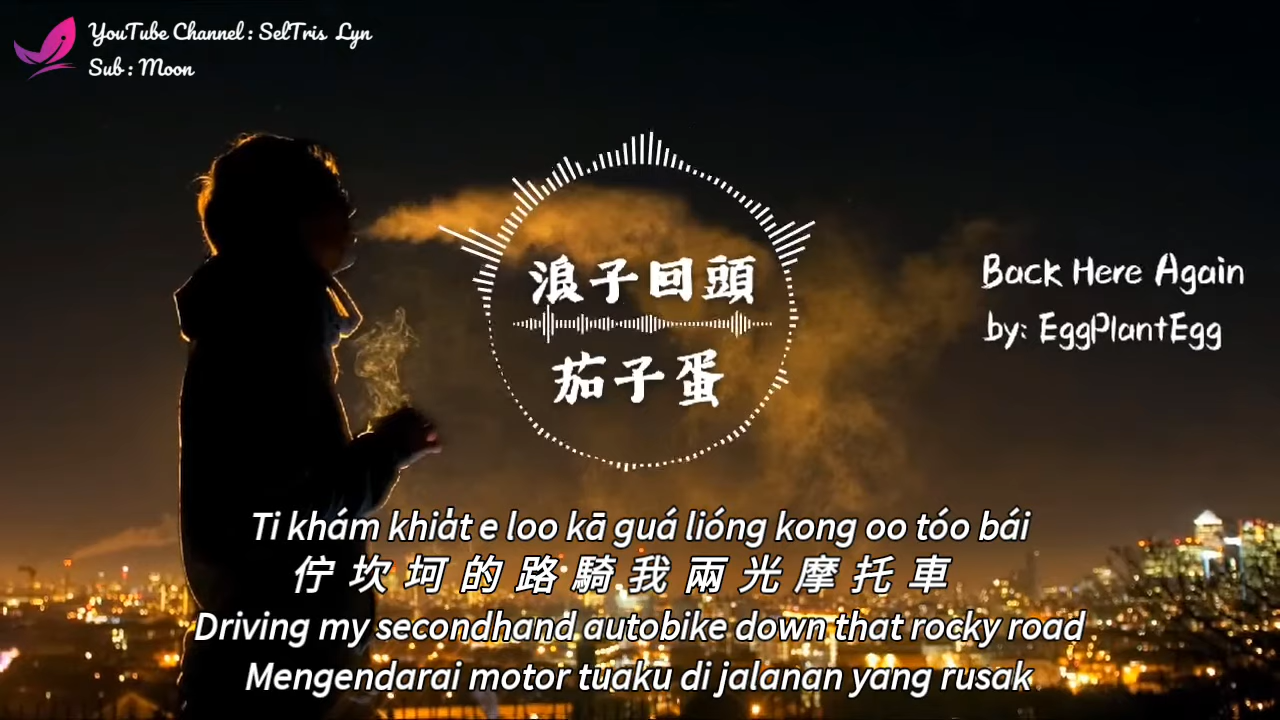 YouTube Channel : SelTris Lyn
Sub : Moon
浪子回頭
茄子蛋
Back Here Again
by: EggPlantEgg
Ti khám khia̍t e loo kā guá lióng kong oo tóo bái
佇坎坷的路騎我兩光摩托車
Driving my secondhand autobike down that rocky road
Mengendarai motor tuaku di jalanan yang rusak